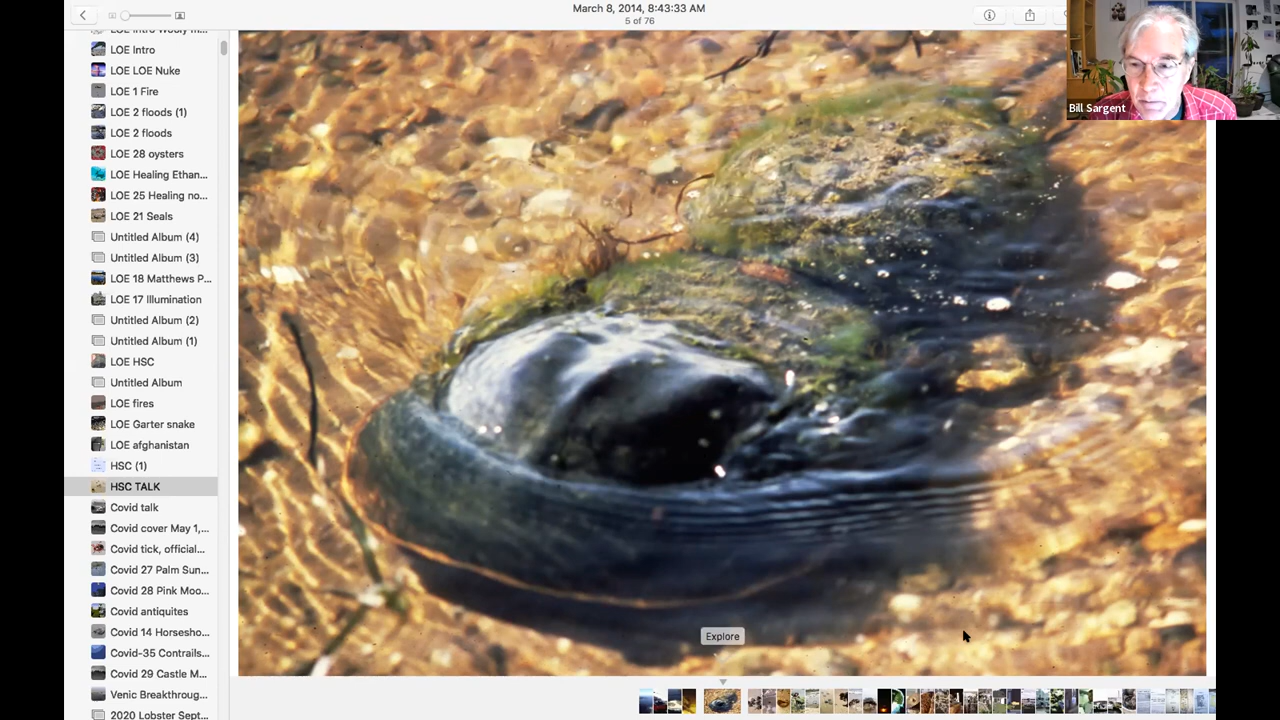 March 8, 2014, 8:43:33 AM
5 of 76
LOE Intro
LOE LOE Nuke
LOE 1 Fire
LOE 2 floods (1)
LOE 2 floods
LOE 28 oysters
LOE Healing Ethan...
LOE 25 Healing no...
LOE 21 Seals
Untitled Album (4)
Untitled Album (3)
LOE 18 Matthews P...
LOE 17 Illumination
Untitled Album (2)
Untitled Album (1)
LOE HSC
Untitled Album
LOE fires
LOE Garter snake
LOE afghanistan
HSC (1)
HSC TALK
Covid talk
Covid cover May 1,...
Covid tick, official...
Covid 27 Palm Sun...
Covid 28 Pink Moo...
Covid antiquites
Covid 14 Horsesho...
Covid-35 Contrails...
Covid 29 Castle M...
Venic Breakthroug...
2020 Lobster Sept...
Explore
Bill Sargent